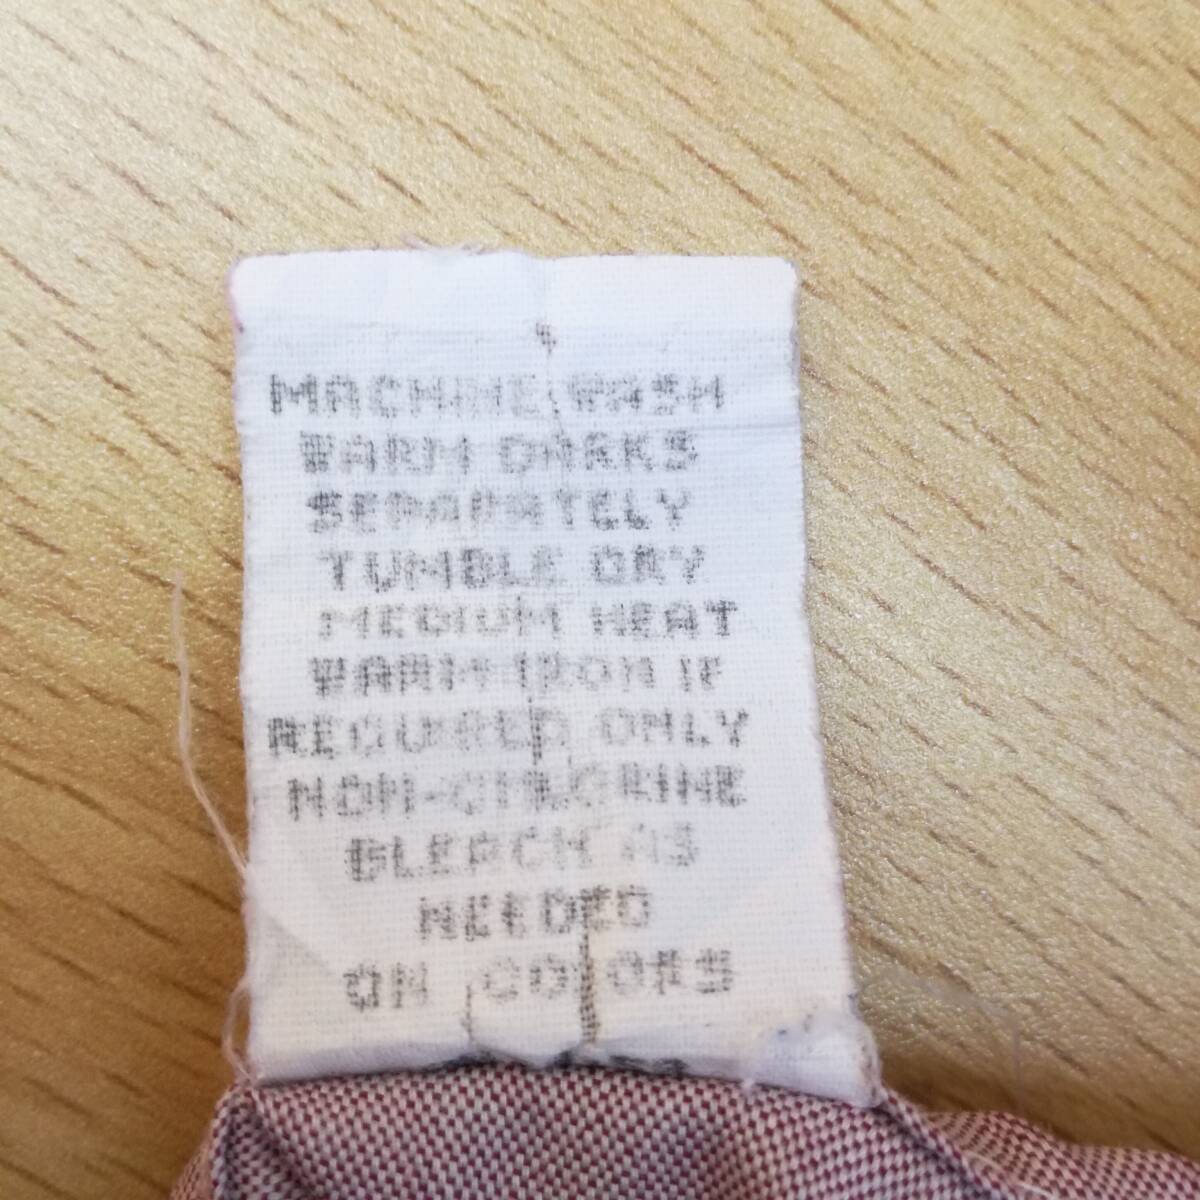 MACHINE WASH
WARM DARKS
SEPARATELY
TUMBLE DRY
MEDIUM HEAT
WARM IRON IF
REQUIRED ONLY
NON-CHLORINE
BLEACH AS
NEEDED
ON COLORS